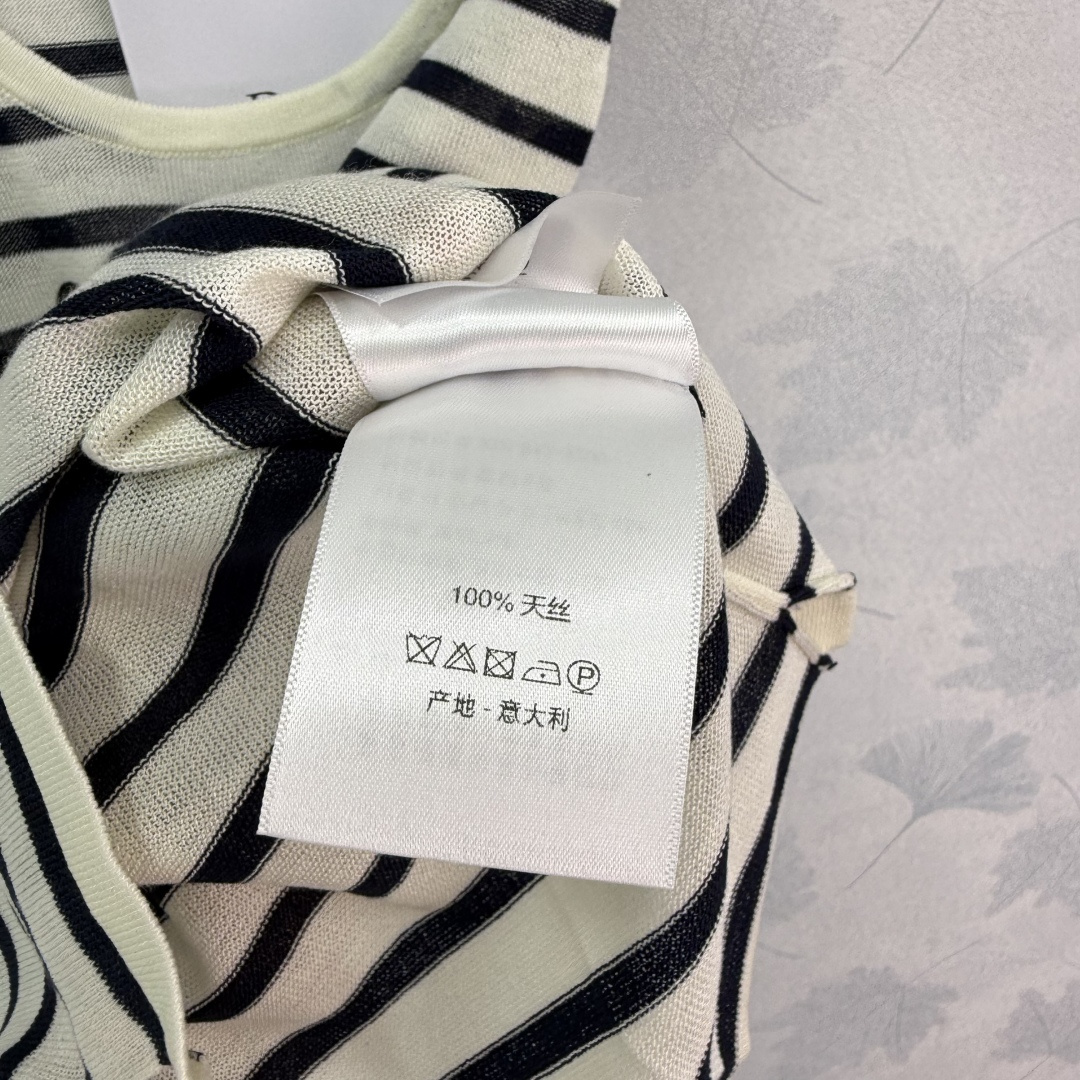 100% 天丝
P
产地 - 意大利